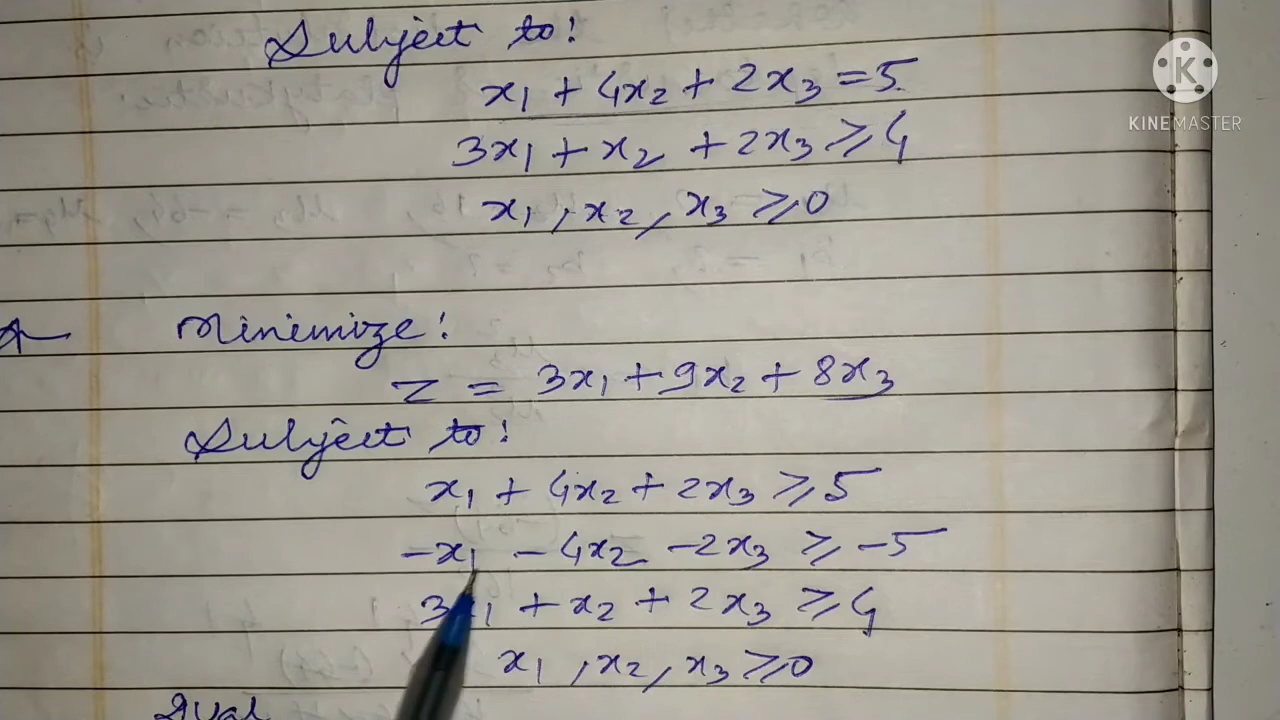 Subject to:
x₁ + 4x₂ + 2x₃ = 5
3x₁ + x₂ + 2x₃ ≥ 4
x₁, x₂, x₃ ≥ 0
KINEMASTER
Minimize:
Z = 3x₁ + 9x₂ + 8x₃
Subject to:
x₁ + 4x₂ + 2x₃ ≥ 5
-x₁ - 4x₂ - 2x₃ ≥ -5
3x₁ + x₂ + 2x₃ ≥ 4
x₁, x₂, x₃ ≥ 0
Dual